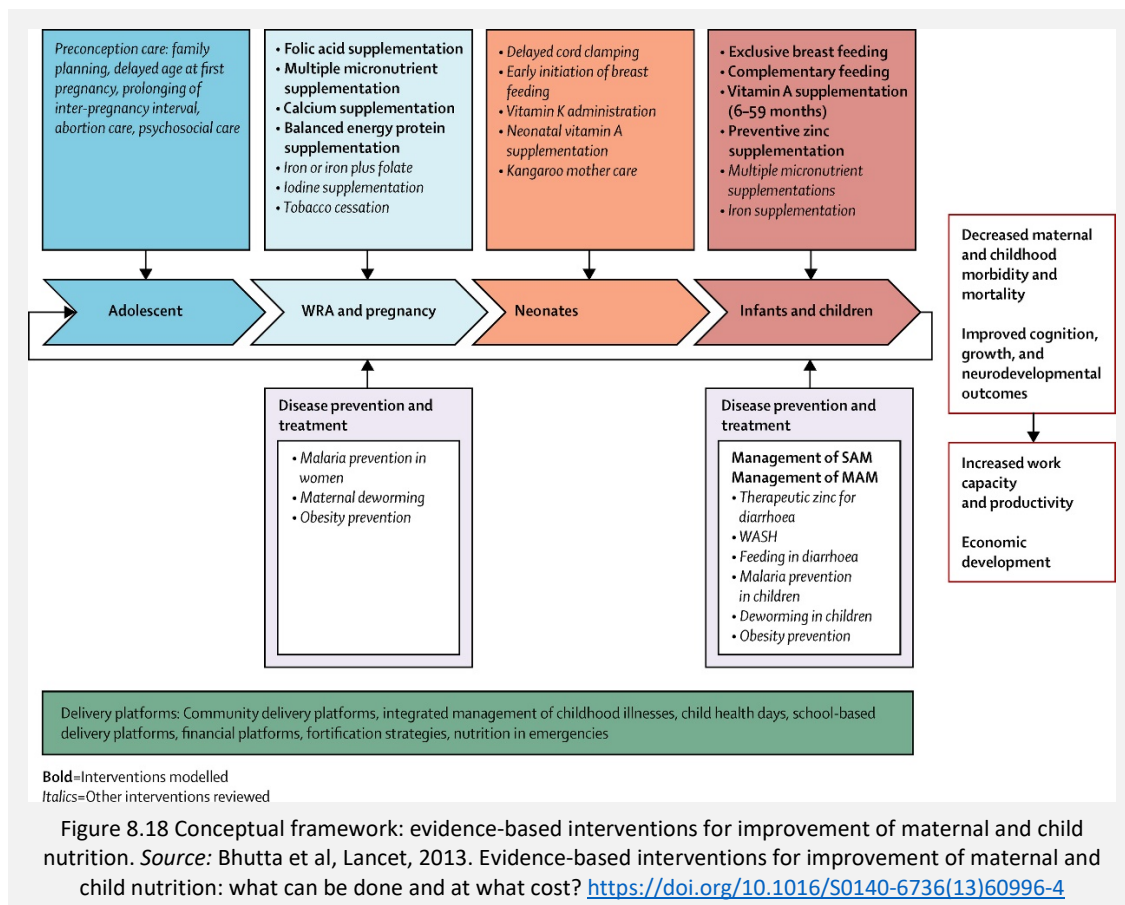 Preconception care: family
planning, delayed age at first
pregnancy, prolonging of
inter-pregnancy interval,
abortion care, psychosocial care
• Folic acid supplementation
• Multiple micronutrient
supplementation
• Calcium supplementation
• Balanced energy protein
supplementation
• Iron or iron plus folate
• Iodine supplementation
• Tobacco cessation
• Delayed cord clamping
• Early initiation of breast
feeding
• Vitamin K administration
• Neonatal vitamin A
supplementation
• Kangaroo mother care
• Exclusive breast feeding
• Complementary feeding
• Vitamin A supplementation
(6–59 months)
• Preventive zinc
supplementation
• Multiple micronutrient
supplementations
• Iron supplementation
Adolescent
WRA and pregnancy
Neonates
Infants and children
Decreased maternal
and childhood
morbidity and
mortality
Improved cognition,
growth, and
neurodevelopmental
outcomes
Increased work
capacity
and productivity
Economic
development
Disease prevention and
treatment
• Malaria prevention in
women
• Maternal deworming
• Obesity prevention
Disease prevention and
treatment
Management of SAM
Management of MAM
• Therapeutic zinc for
diarrhoea
• WASH
• Feeding in diarrhoea
• Malaria prevention
in children
• Deworming in children
• Obesity prevention
Delivery platforms: Community delivery platforms, integrated management of childhood illnesses, child health days, school-based
delivery platforms, financial platforms, fortification strategies, nutrition in emergencies
Bold=Interventions modelled
Italics=Other interventions reviewed
Figure 8.18 Conceptual framework: evidence-based interventions for improvement of maternal and child
nutrition. Source: Bhutta et al, Lancet, 2013. Evidence-based interventions for improvement of maternal and
child nutrition: what can be done and at what cost? https://doi.org/10.1016/S0140-6736(13)60996-4